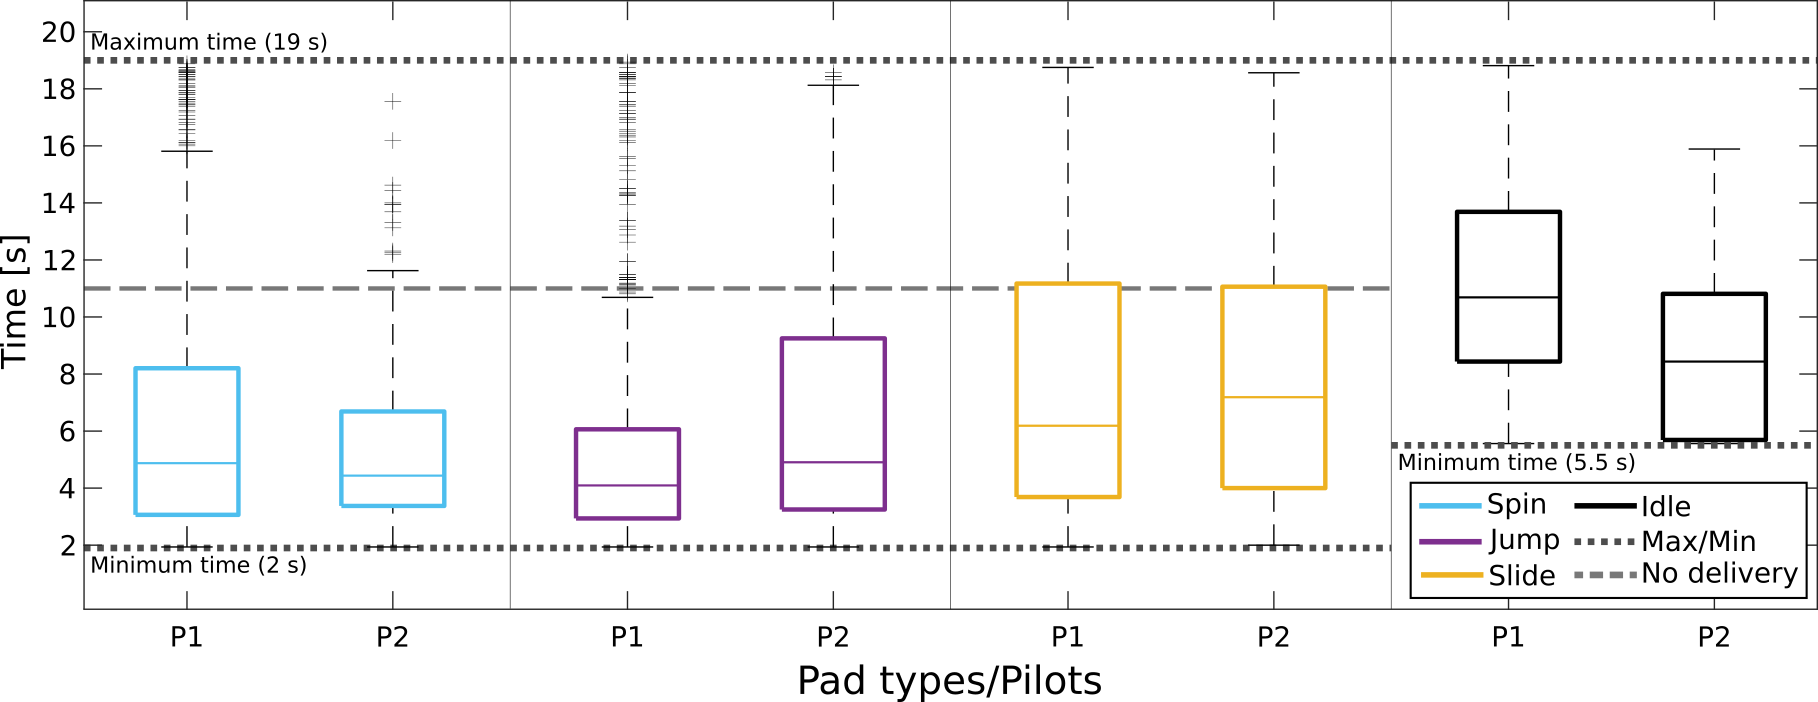 20
Maximum time (19 s)
18
16
14
12
10
8
6
4
2
Time [s]
Minimum time (2 s)
Minimum time (5.5 s)
Spin
Idle
Jump
Max/Min
Slide
No delivery
P1 P2 P1 P2 P1 P2 P1 P2
Pad types/Pilots